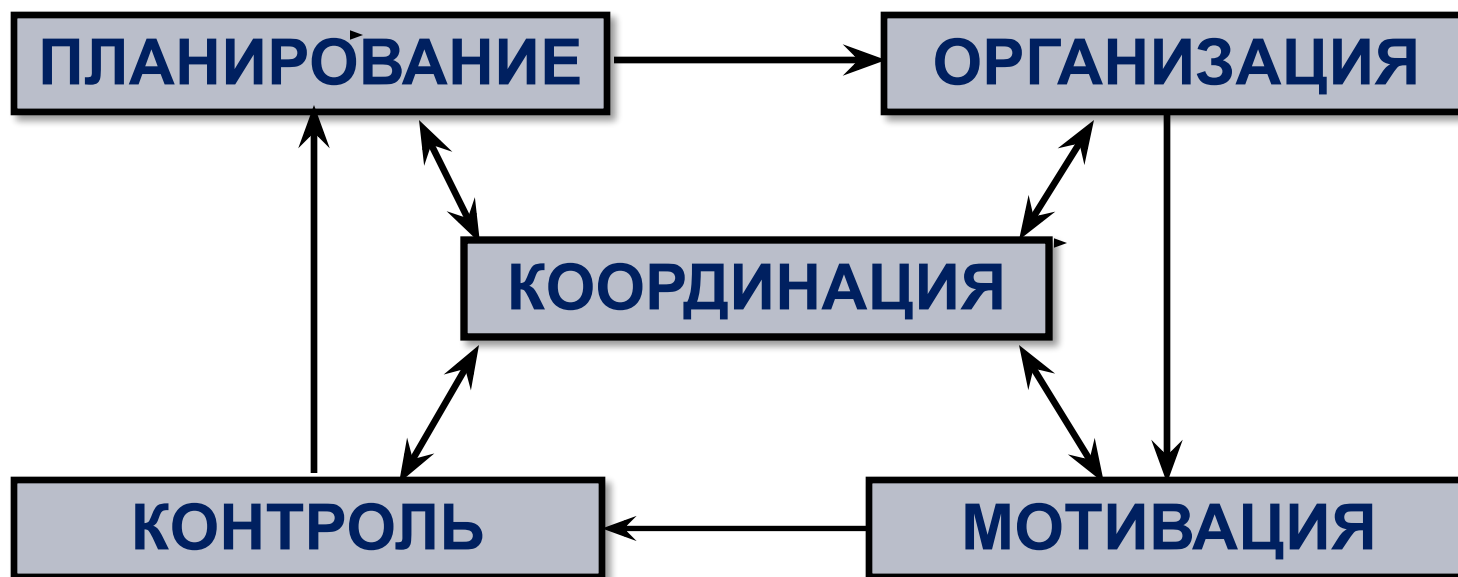 ПЛАНИРОВАНИЕ
ОРГАНИЗАЦИЯ
КООРДИНАЦИЯ
КОНТРОЛЬ
МОТИВАЦИЯ